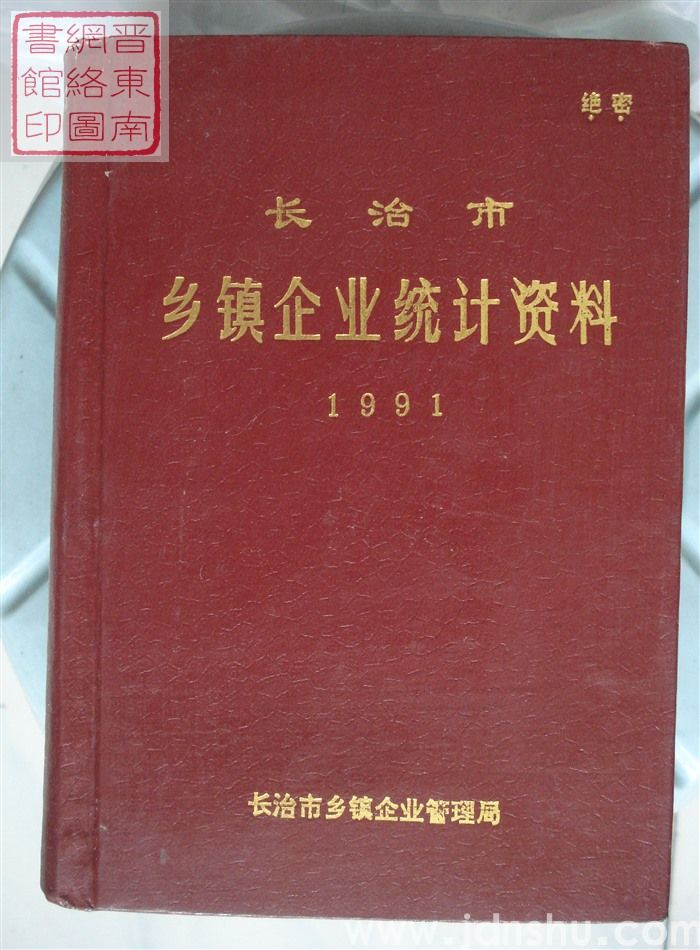 晋東南
網絡圖
書館印
绝密
长治市
乡镇企业统计资料
1991
长治市乡镇企业管理局
www.jdnshu.com